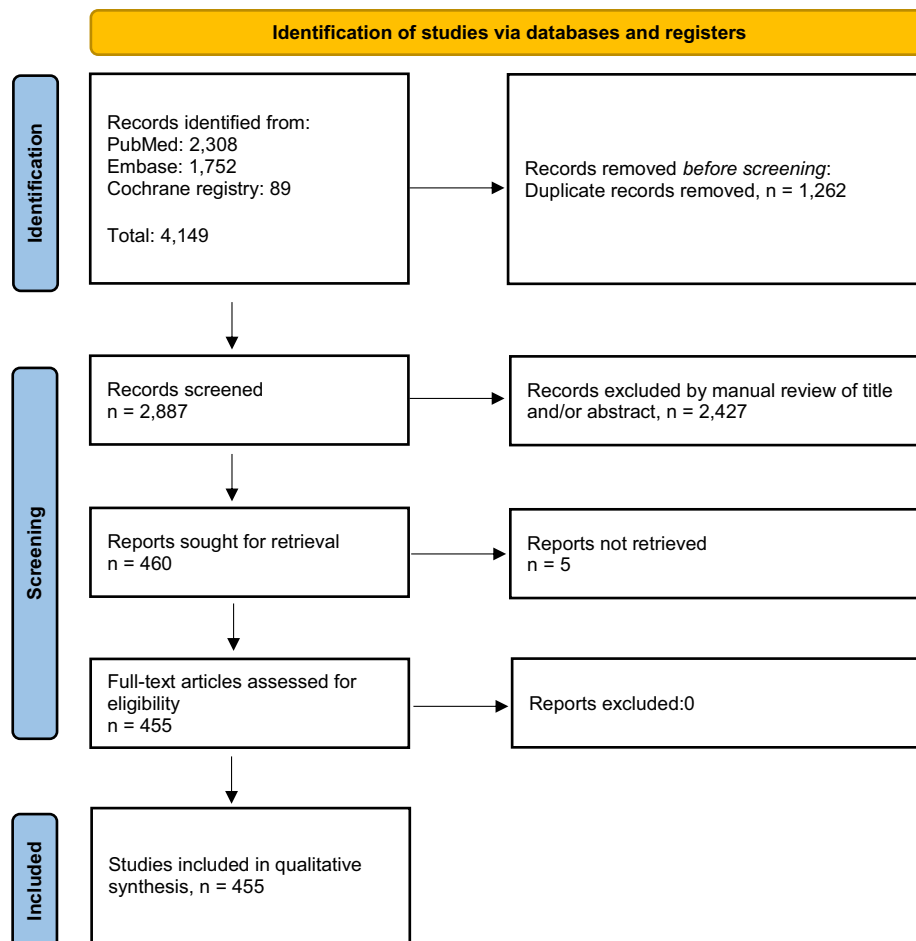 Identification of studies via databases and registers
Identification
Records identified from:
PubMed: 2,308
Embase: 1,752
Cochrane registry: 89
Total: 4,149
Records removed before screening:
Duplicate records removed, n = 1,262
Screening
Records screened
n = 2,887
Records excluded by manual review of title
and/or abstract, n = 2,427
Reports sought for retrieval
n = 460
Reports not retrieved
n = 5
Full-text articles assessed for
eligibility
n = 455
Reports excluded:0
Included
Studies included in qualitative
synthesis, n = 455